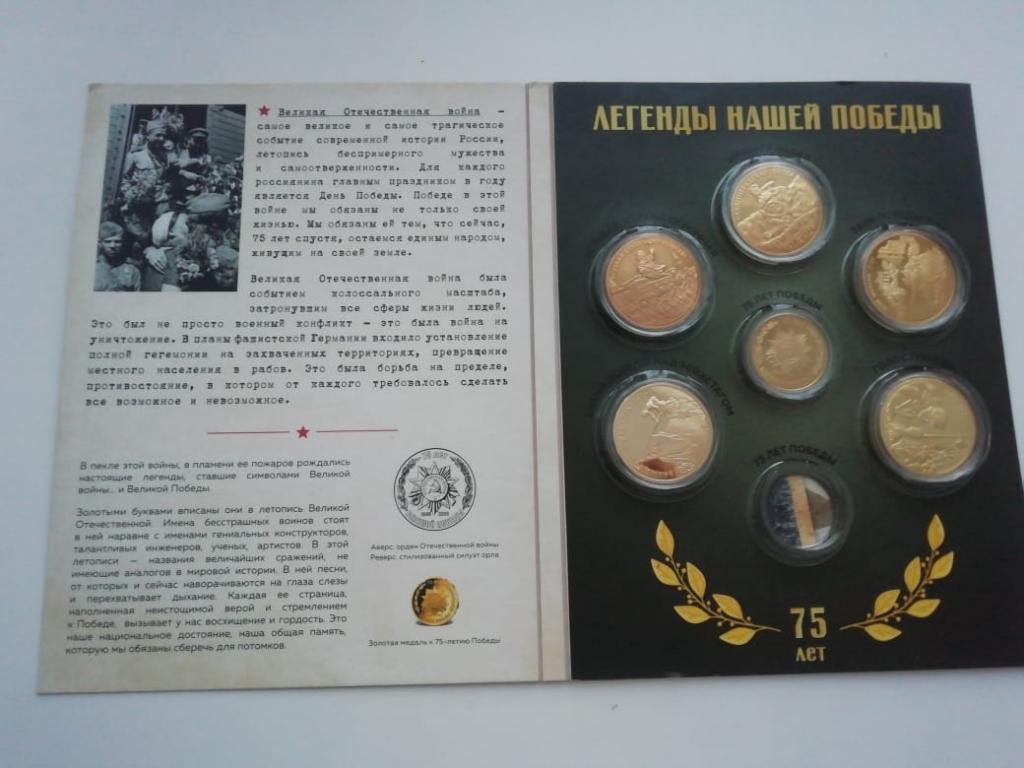 Великая Отечественная война –
самое великое и самое трагическое
событие современной истории России,
летопись беспримерного мужества
и самоотверженности. Для каждого
россиянина главным праздником в году
является День Победы. Победе в этой
войне мы обязаны не только своей
жизнью. Мы обязаны ей тем, что сейчас,
75 лет спустя, остаемся единым народом,
живущим на своей земле.
Великая Отечественная война была
событием колоссального масштаба,
затронувшим все сферы жизни людей.
Это был не просто военный конфликт – это была война на
уничтожение. В планы фашистской Германии входило установление
полной гегемонии на захваченных территориях, превращение
местного населения в рабов. Это была борьба на пределе,
противостояние, в котором от каждого требовалось сделать
все возможное и невозможное.
В пекле этой войны, в пламени ее пожаров рождались
настоящие легенды, ставшие символами Великой
войны... и Великой Победы.
Золотыми буквами вписаны они в летопись Великой
Отечественной. Имена бесстрашных воинов стоят
в ней наравне с именами гениальных конструкторов,
талантливых инженеров, ученых, артистов. В этой
летописи – названия величайших сражений, не
имеющие аналогов в мировой истории. В ней песни,
от которых и сейчас наворачиваются на глаза слезы
и перехватывает дыхание. Каждая ее страница,
наполненная неистощимой верой и стремлением
к Победе, вызывает у нас восхищение и гордость. Это
наше национальное достояние, наша общая память,
которую мы обязаны сберечь для потомков.
75 лет
Аверс: орден Отечественной войны
Реверс: стилизованный силуэт орла.
Золотая медаль к 75-летию Победы
ЛЕГЕНДЫ НАШЕЙ ПОБЕДЫ
75 ЛЕТ ПОБЕДЫ
РЕЙХСТАГОМ
75 ЛЕТ ПОБЕДЫ
75
лет